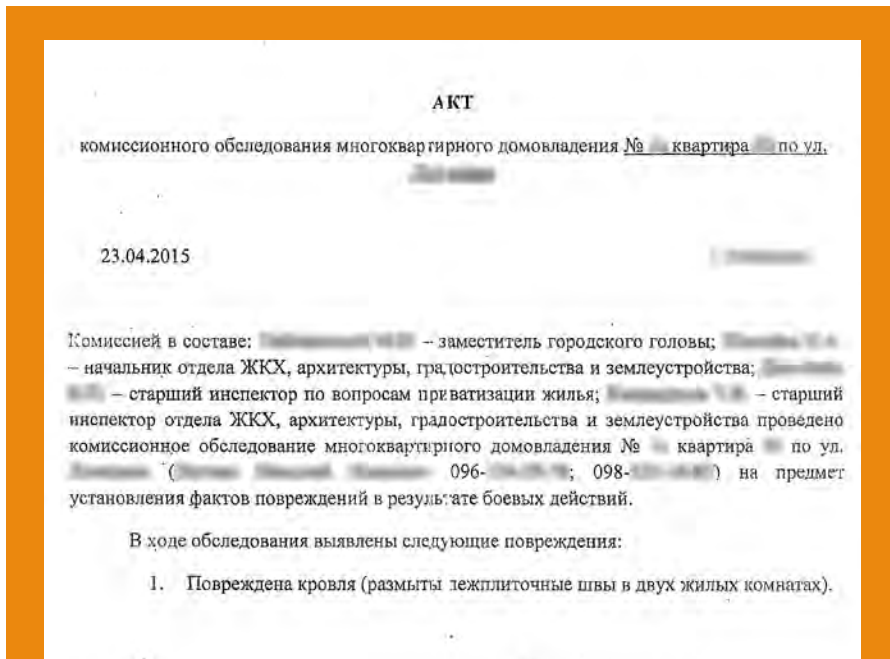 АКТ
комиссионного обследования многоквартирного домовладения № квартира по ул.
23.04.2015
Комиссией в составе: – заместитель городского головы;
– начальник отдела ЖКХ, архитектуры, градостроительства и землеустройства;
– старший инспектор по вопросам приватизации жилья; – старший
инспектор отдела ЖКХ, архитектуры, градостроительства и землеустройства проведено
комиссионное обследование многоквартирного домовладения № квартира по ул.
( 096- ; 098- ) на предмет
установления фактов повреждений в результате боевых действий.
В ходе обследования выявлены следующие повреждения:
1. Повреждена кровля (размыты межплиточные швы в двух жилых комнатах).